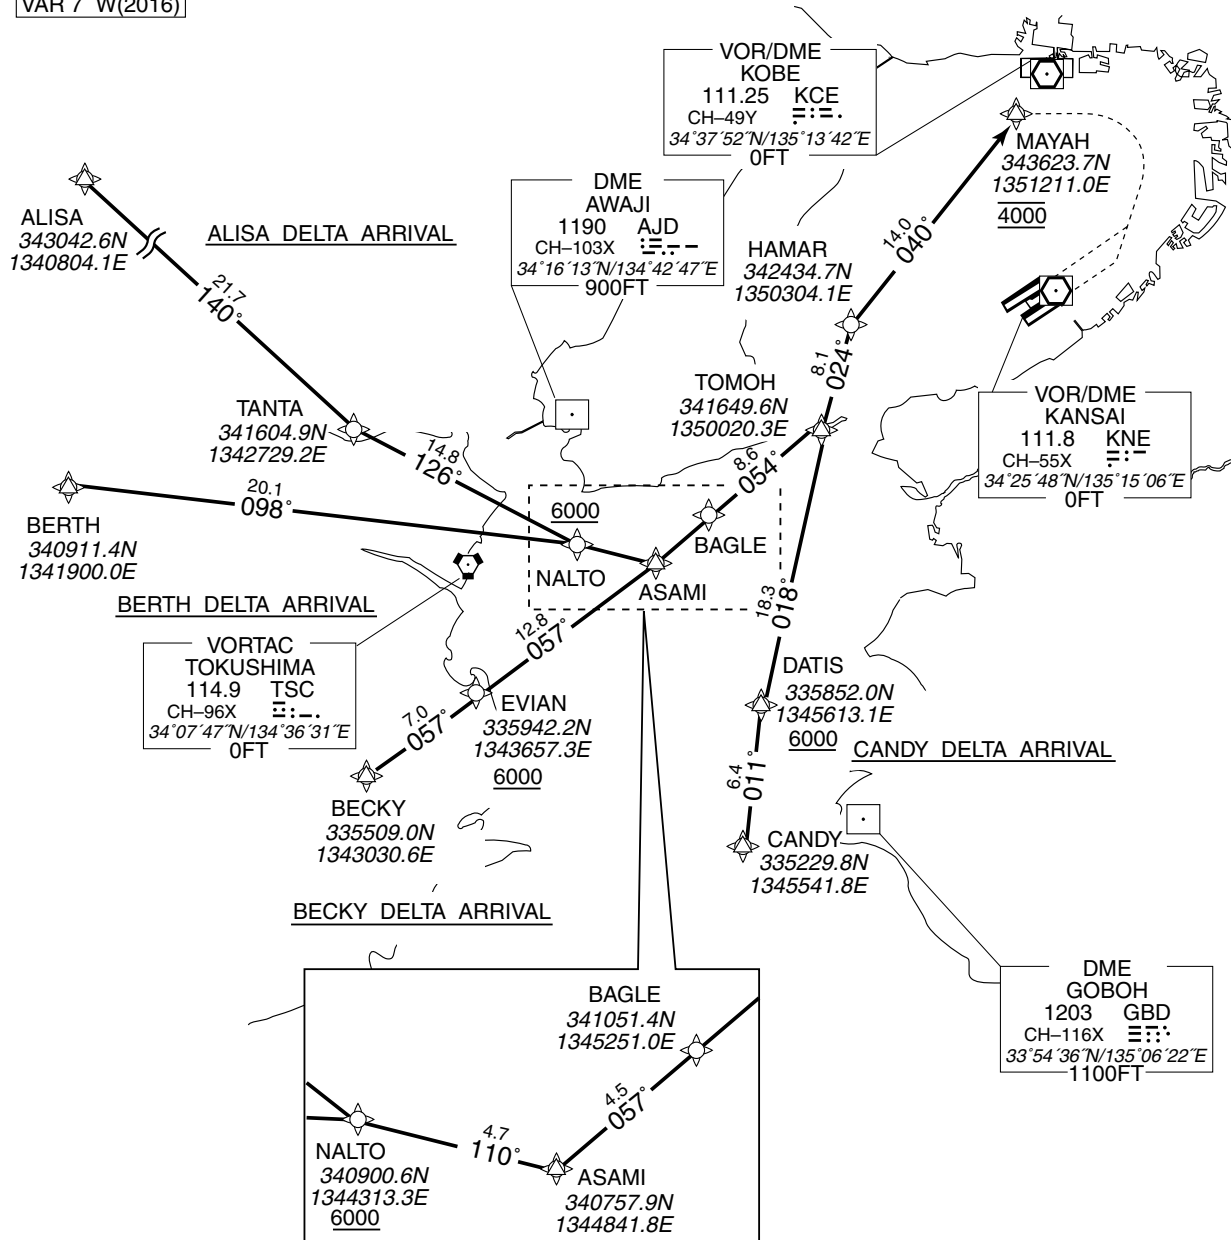 VAR 7°W(2016)
VOR/DME
KOBE
111.25 KCE
CH–49Y
34°37´52˝N/135°13´42˝E
0FT
MAYAH
343623.7N
1351211.0E
4000
ALISA
343042.6N
1340804.1E
ALISA DELTA ARRIVAL
DME
AWAJI
1190 AJD
CH–103X
34°16´13˝N/134°42´47˝E
900FT
HAMAR
342434.7N
1350304.1E
14.0
040°
21.7
140°
8.1
024°
TOMOH
341649.6N
1350020.3E
VOR/DME
KANSAI
111.8 KNE
CH–55X
34°25´48˝N/135°15´06˝E
0FT
TANTA
341604.9N
1342729.2E
14.8
126°
8.6
054°
20.1
098°
BERTH
340911.4N
1341900.0E
6000
BAGLE
NALTO
ASAMI
BERTH DELTA ARRIVAL
12.8
057°
18.3
018°
VORTAC
TOKUSHIMA
114.9 TSC
CH–96X
34°07´47˝N/134°36´31˝E
0FT
EVIAN
335942.2N
1343657.3E
6000
DATIS
335852.0N
1345613.1E
6000
CANDY DELTA ARRIVAL
7.0
057°
6.4
011°
BECKY
335509.0N
1343030.6E
CANDY
335229.8N
1345541.8E
BECKY DELTA ARRIVAL
DME
GOBOH
1203 GBD
CH–116X
33°54´36˝N/135°06´22˝E
1100FT
BAGLE
341051.4N
1345251.0E
4.5
057°
4.7
110°
NALTO
340900.6N
1344313.3E
6000
ASAMI
340757.9N
1344841.8E